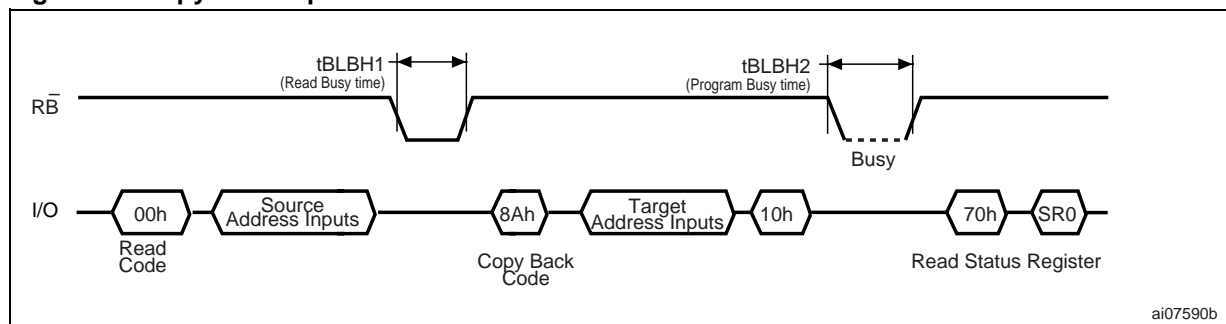 tBLBH1
(Read Busy time)
tBLBH2
(Program Busy time)
RB̅
Busy
I/O
00h
Source
Address Inputs
8Ah
Target
Address Inputs
10h
70h
SR0
Read
Code
Copy Back
Code
Read Status Register
ai07590b